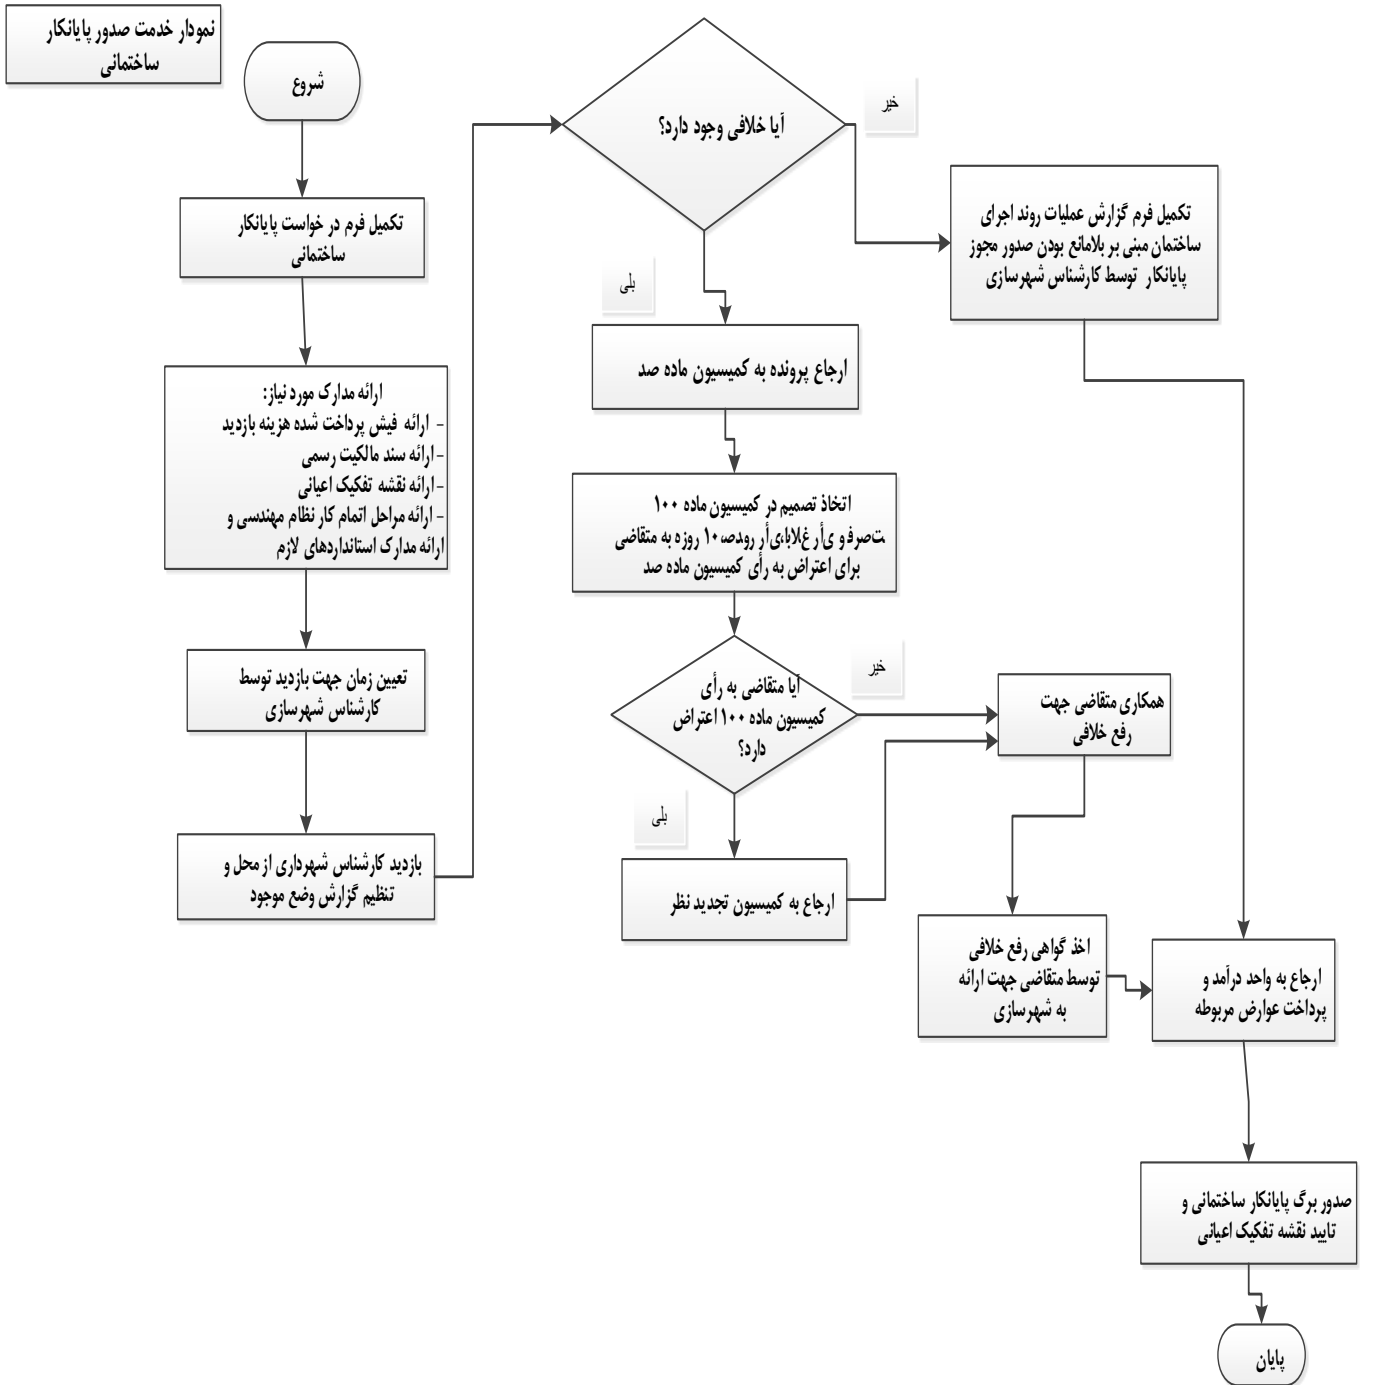 نمودار خدمت صدور پایانکار
ساختمانی
شروع
تکمیل فرم در خواست پایانکار
ساختمانی
ارائه مدارک مورد نیاز:
- ارائه فیش پرداخت شده هزینه بازدید
- ارائه سند مالکیت رسمی
- ارائه نقشه تفکیک اعیانی
- ارائه مراحل اتمام کار نظام مهندسی و
ارائه مدارک استانداردهای لازم
تعیین زمان جهت بازدید توسط
کارشناس شهرسازی
بازدید کارشناس شهرداری از محل و
تنظیم گزارش وضع موجود
آیا خلافی وجود دارد؟
خیر
بلی
تکمیل فرم گزارش عملیات روند اجرای
ساختمان مبنی بر بلامانع بودن صدور مجوز
پایانکار توسط کارشناس شهرسازی
ارجاع پرونده به کمیسیون ماده صد
اتخاذ تصمیم در کمیسیون ماده ۱۰۰
۱۰ روزه به متقاضی
برای اعتراض به رأی کمیسیون ماده صد
آیا متقاضی به رأی
کمیسیون ماده ۱۰۰ اعتراض
دارد؟
خیر
بلی
همکاری متقاضی جهت
رفع خلافی
ارجاع به کمیسیون تجدید نظر
اخذ گواهی رفع خلافی
توسط متقاضی جهت ارائه
به شهرسازی
ارجاع به واحد درآمد و
پرداخت عوارض مربوطه
صدور برگ پایانکار ساختمانی و
تایید نقشه تفکیک اعیانی
پایان